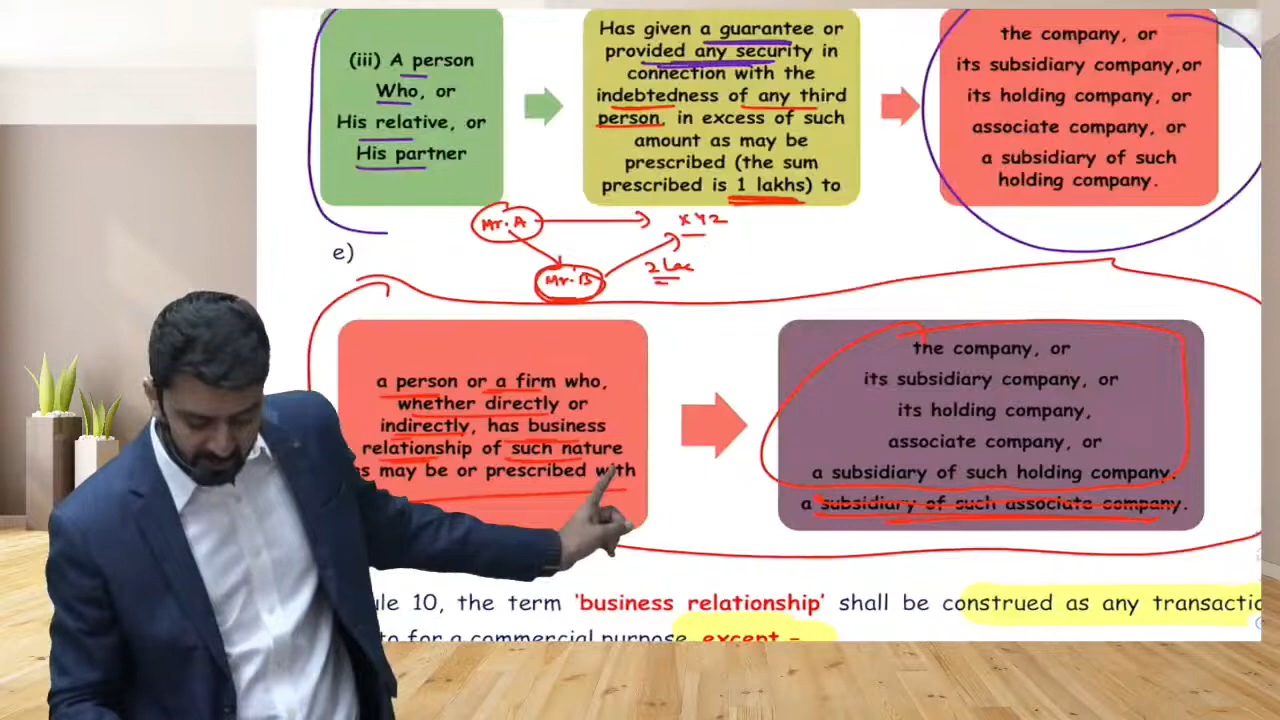 (iii) A person
Who, or
His relative, or
His partner
Has given a guarantee or
provided any security in
connection with the
indebtedness of any third
person, in excess of such
amount as may be
prescribed (the sum
prescribed is 1 lakhs) to
the company, or
its subsidiary company,or
its holding company, or
associate company, or
a subsidiary of such
holding company.
Mr. A
XYZ
Mr. B
2 Lac
e)
a person or a firm who,
whether directly or
indirectly, has business
relationship of such nature
as may be or prescribed with
the company, or
its subsidiary company, or
its holding company,
associate company, or
a subsidiary of such holding company.
a subsidiary of such associate company.
10, the term 'business relationship' shall be construed as any
to for a commercial purpose, except -